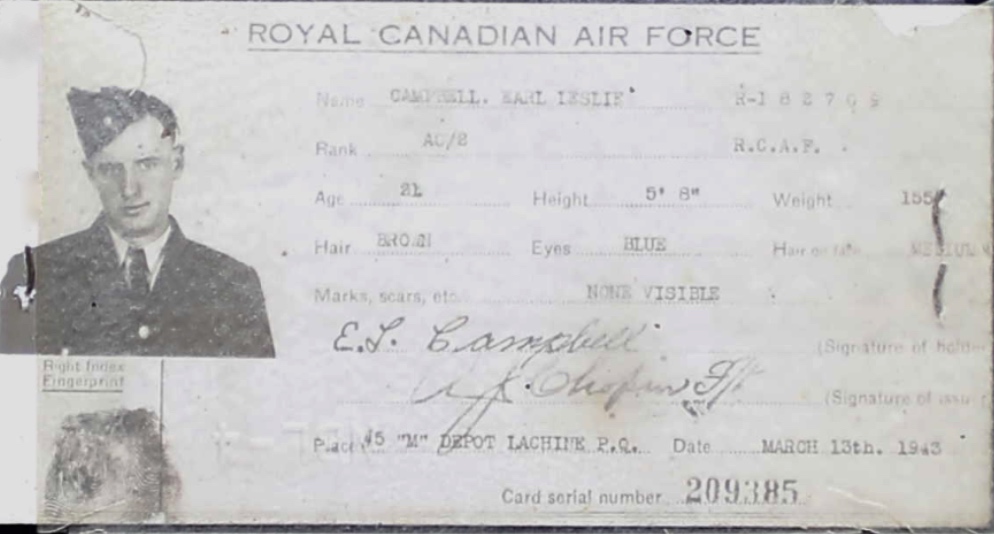 ROYAL CANADIAN AIR FORCE
Name CAMPBELL. EARL LESLIE R-182709
Rank AC/2 R.C.A.F.
Age 21 Height 5' 8" Weight 155
Hair BROWN Eyes BLUE MEDIUM
Marks, scars, etc. NONE VISIBLE
E.L. Campbell (Signature of holder
(Signature of issu
Right Index
Fingerprint
Place #5 "M" DEPOT LACHINE P.Q. Date MARCH 13th. 1943
Card serial number 209385